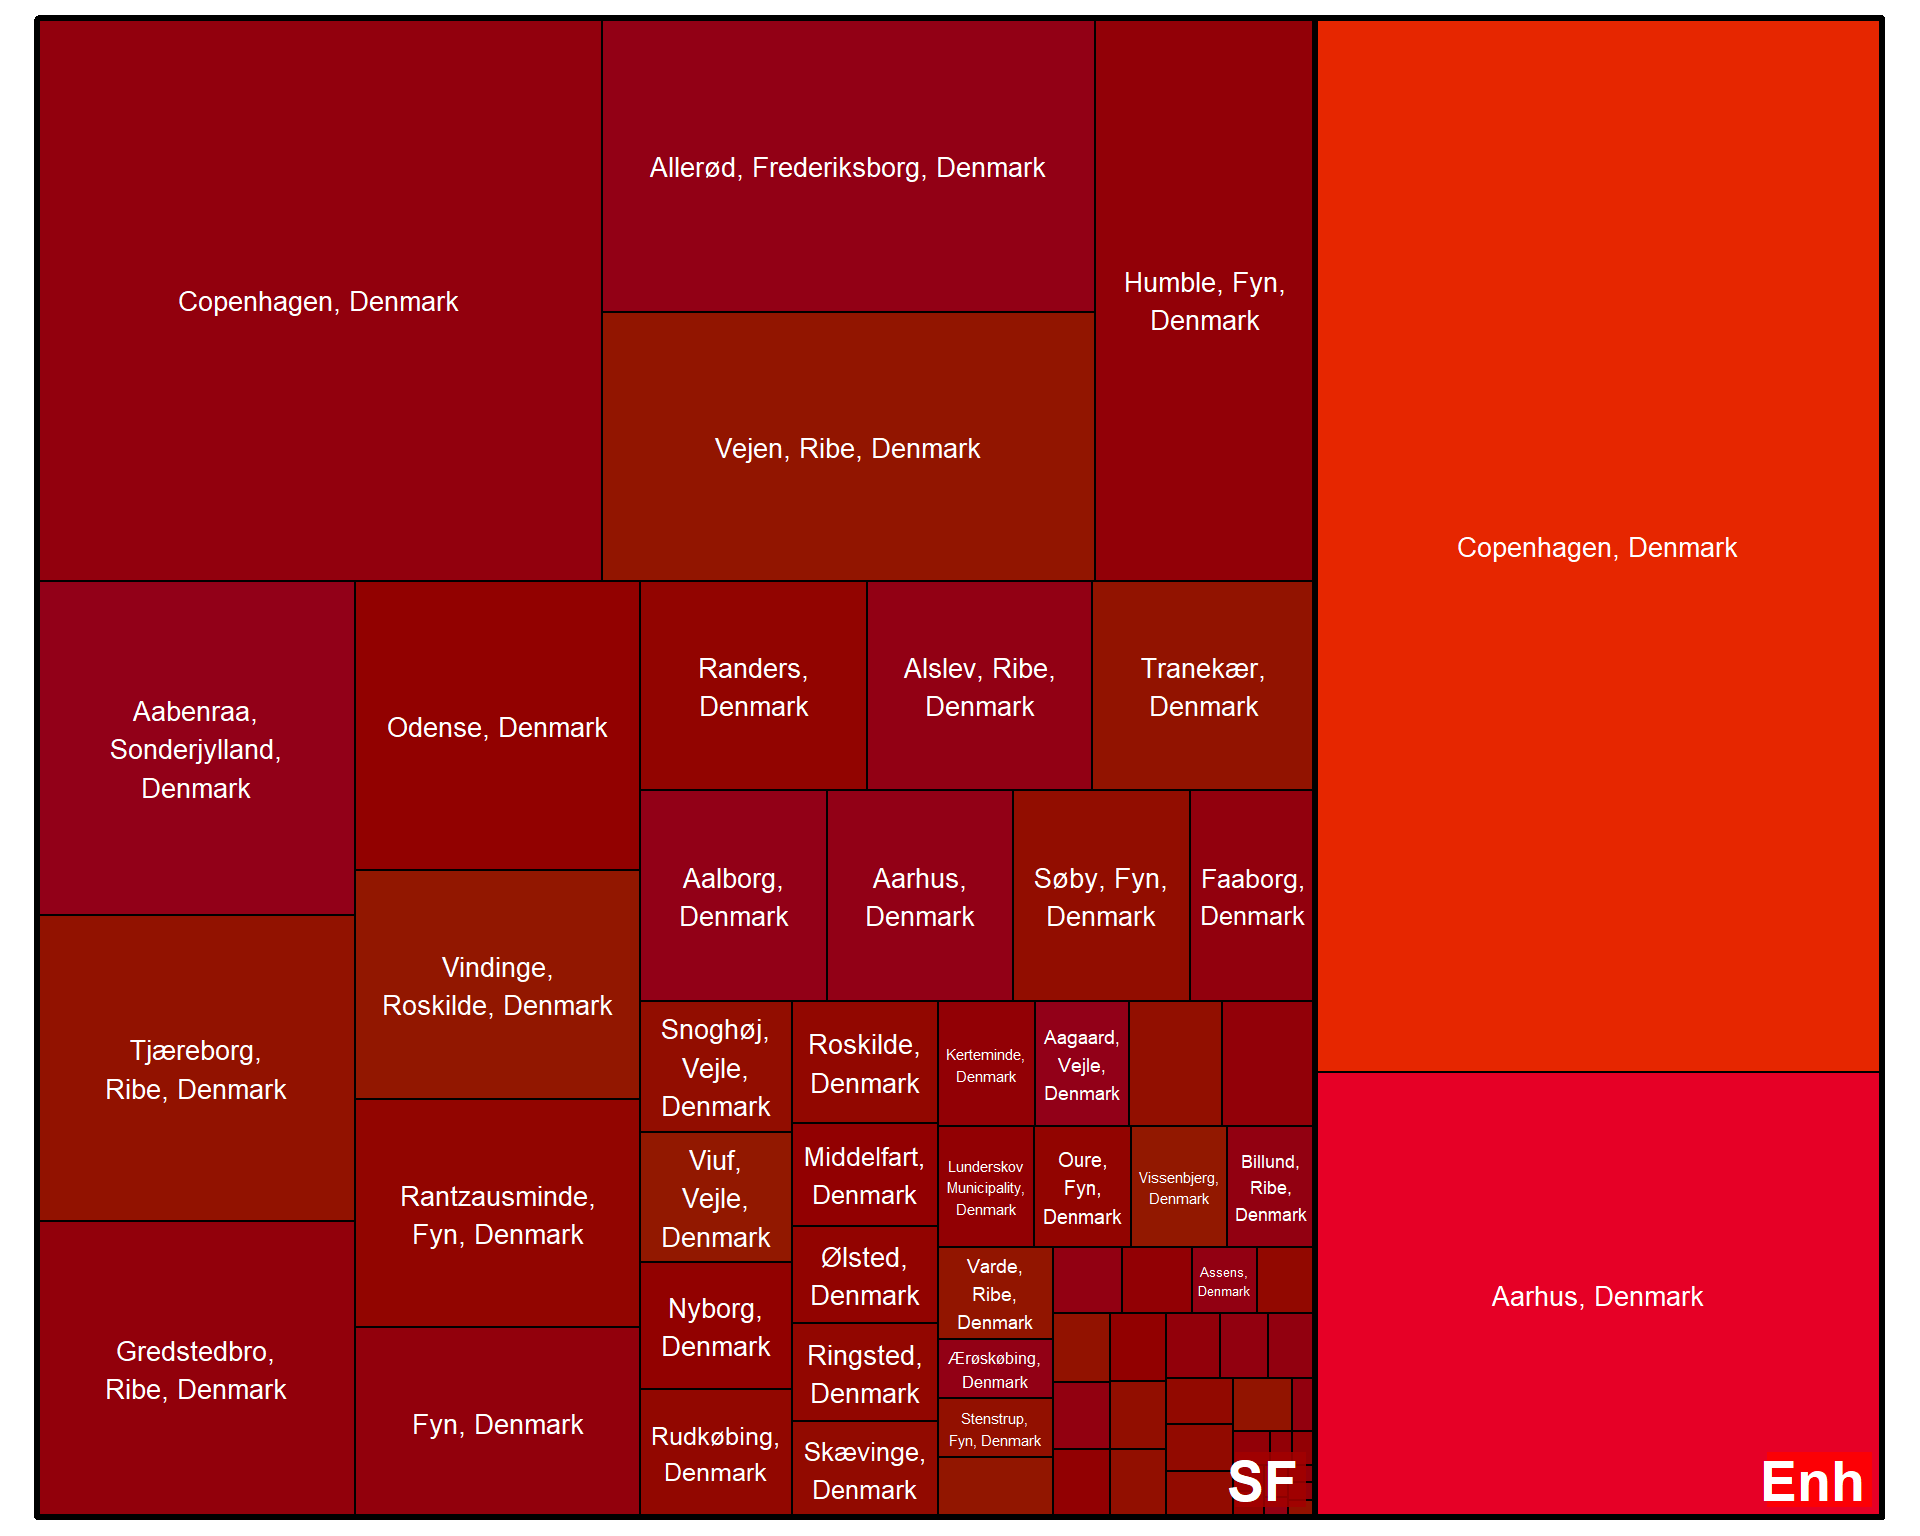 Copenhagen, Denmark
Allerød, Frederiksborg, Denmark
Vejen, Ribe, Denmark
Humble, Fyn,
Denmark
Aabenraa,
Sonderjylland,
Denmark
Tjæreborg,
Ribe, Denmark
Gredstedbro,
Ribe, Denmark
Odense, Denmark
Vindinge,
Roskilde, Denmark
Rantzausminde,
Fyn, Denmark
Fyn, Denmark
Randers,
Denmark
Alslev, Ribe,
Denmark
Tranekær,
Denmark
Aalborg,
Denmark
Aarhus,
Denmark
Søby, Fyn,
Denmark
Faaborg,
Denmark
Snoghøj,
Vejle,
Denmark
Viuf,
Vejle,
Denmark
Nyborg,
Denmark
Rudkøbing,
Denmark
Roskilde,
Denmark
Middelfart,
Denmark
Ølsted,
Denmark
Ringsted,
Denmark
Skævinge,
Denmark
Kerteminde,
Denmark
Aagaard,
Vejle,
Denmark
Lunderskov
Municipality,
Denmark
Oure,
Fyn,
Denmark
Vissenbjerg,
Denmark
Billund,
Ribe,
Denmark
Varde,
Ribe,
Denmark
Ærøskøbing,
Denmark
Stenstrup,
Fyn, Denmark
Assens,
Denmark
SF
Copenhagen, Denmark
Aarhus, Denmark
Enh